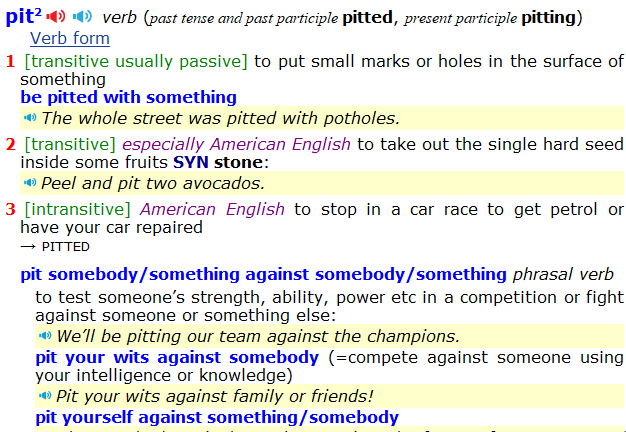 pit² verb (past tense and past participle pitted, present participle pitting)
Verb form
1 [transitive usually passive] to put small marks or holes in the surface of
something
be pitted with something
The whole street was pitted with potholes.
2 [transitive] especially American English to take out the single hard seed
inside some fruits SYN stone:
Peel and pit two avocados.
3 [intransitive] American English to stop in a car race to get petrol or
have your car repaired
→ PITTED
pit somebody/something against somebody/something phrasal verb
to test someone’s strength, ability, power etc in a competition or fight
against someone or something else:
We’ll be pitting our team against the champions.
pit your wits against somebody (=compete against someone using
your intelligence or knowledge)
Pit your wits against family or friends!
pit yourself against something/somebody